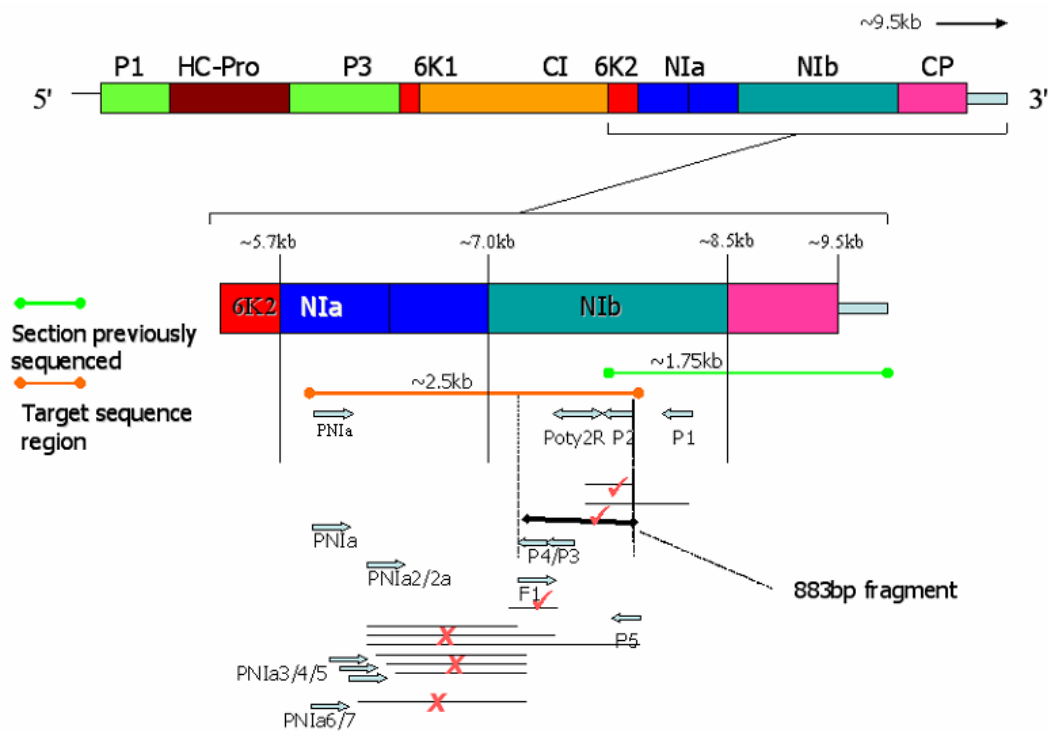 ~9.5kb
P1 HC-Pro P3 6K1 CI 6K2 NIa NIb CP
5' 3'
~5.7kb ~7.0kb ~8.5kb ~9.5kb
6K2 NIa NIb
Section previously
sequenced
~1.75kb
~2.5kb
Target sequence
region
PNIa Poty2R P2 P1
PNIa P4/P3
PNIa2/2a
F1
883bp fragment
P5
X
PNIa3/4/5 X
X
PNIa6/7